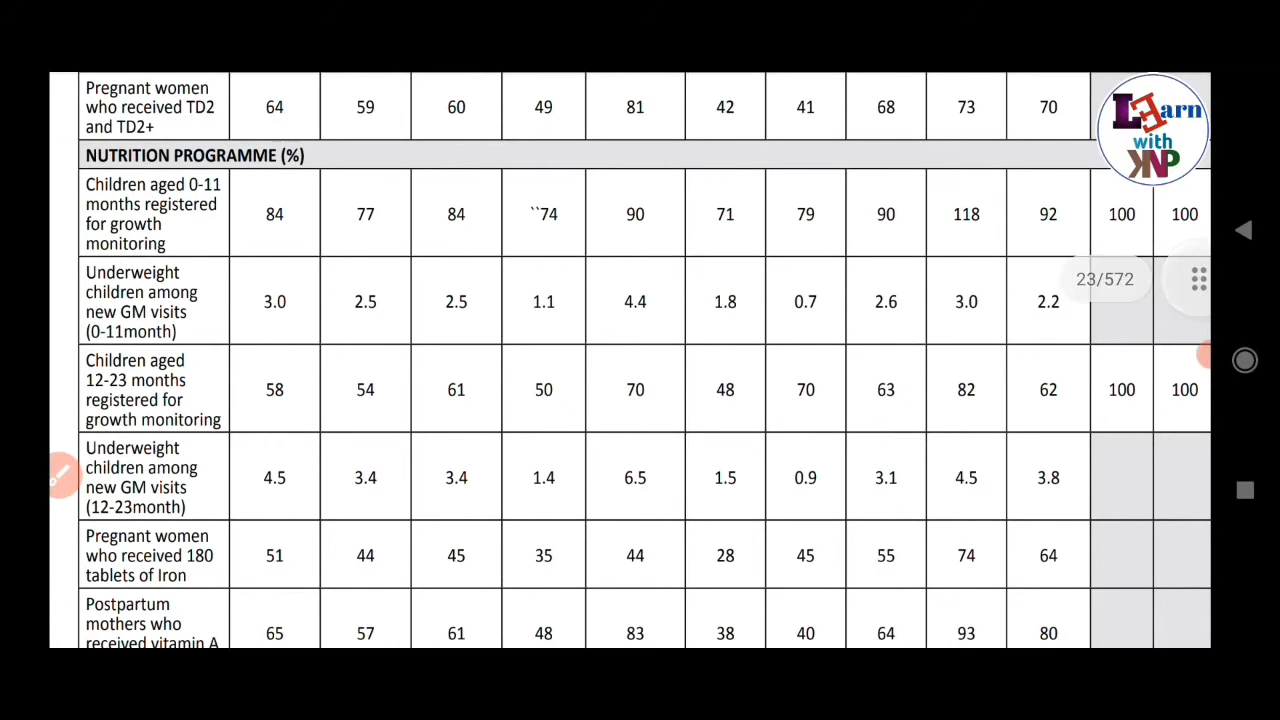 Pregnant women
who received TD2
and TD2+
64 59 60 49 81 42 41 68 73 70
NUTRITION PROGRAMME (%)
Children aged 0-11
months registered
for growth
monitoring
84 77 84 ``74 90 71 79 90 118 92 100 100
Underweight
children among
new GM visits
(0-11month)
3.0 2.5 2.5 1.1 4.4 1.8 0.7 2.6 3.0 2.2
Children aged
12-23 months
registered for
growth monitoring
58 54 61 50 70 48 70 63 82 62 100 100
Underweight
children among
new GM visits
(12-23month)
4.5 3.4 3.4 1.4 6.5 1.5 0.9 3.1 4.5 3.8
Pregnant women
who received 180
tablets of Iron
51 44 45 35 44 28 45 55 74 64
Postpartum
mothers who
received vitamin A
65 57 61 48 83 38 40 64 93 80
LEarn
with
KNP
23/572